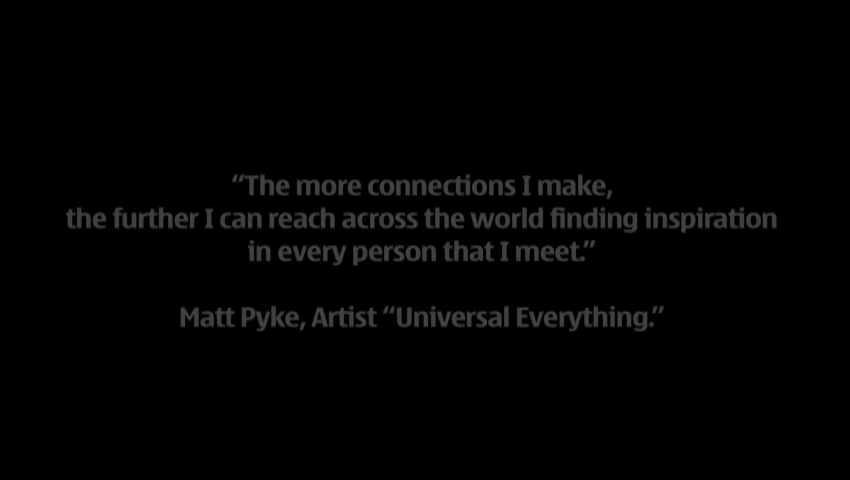 “The more connections I make,
the further I can reach across the world finding inspiration
in every person that I meet.”
Matt Pyke, Artist “Universal Everything.”